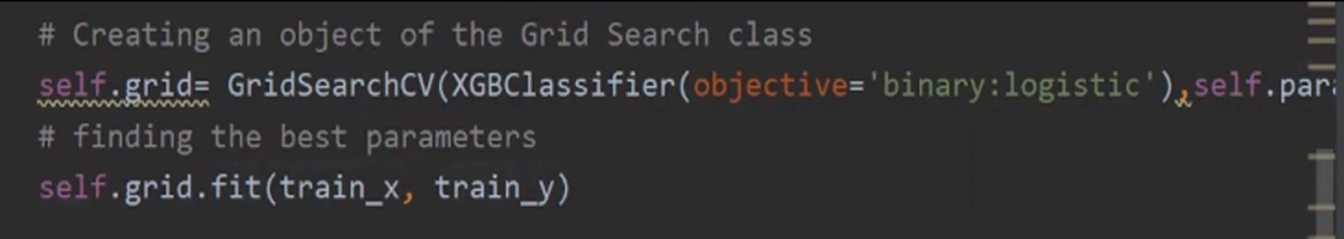 # Creating an object of the Grid Search class
self.grid= GridSearchCV(XGBClassifier(objective='binary:logistic'),self.par
# finding the best parameters
self.grid.fit(train_x, train_y)